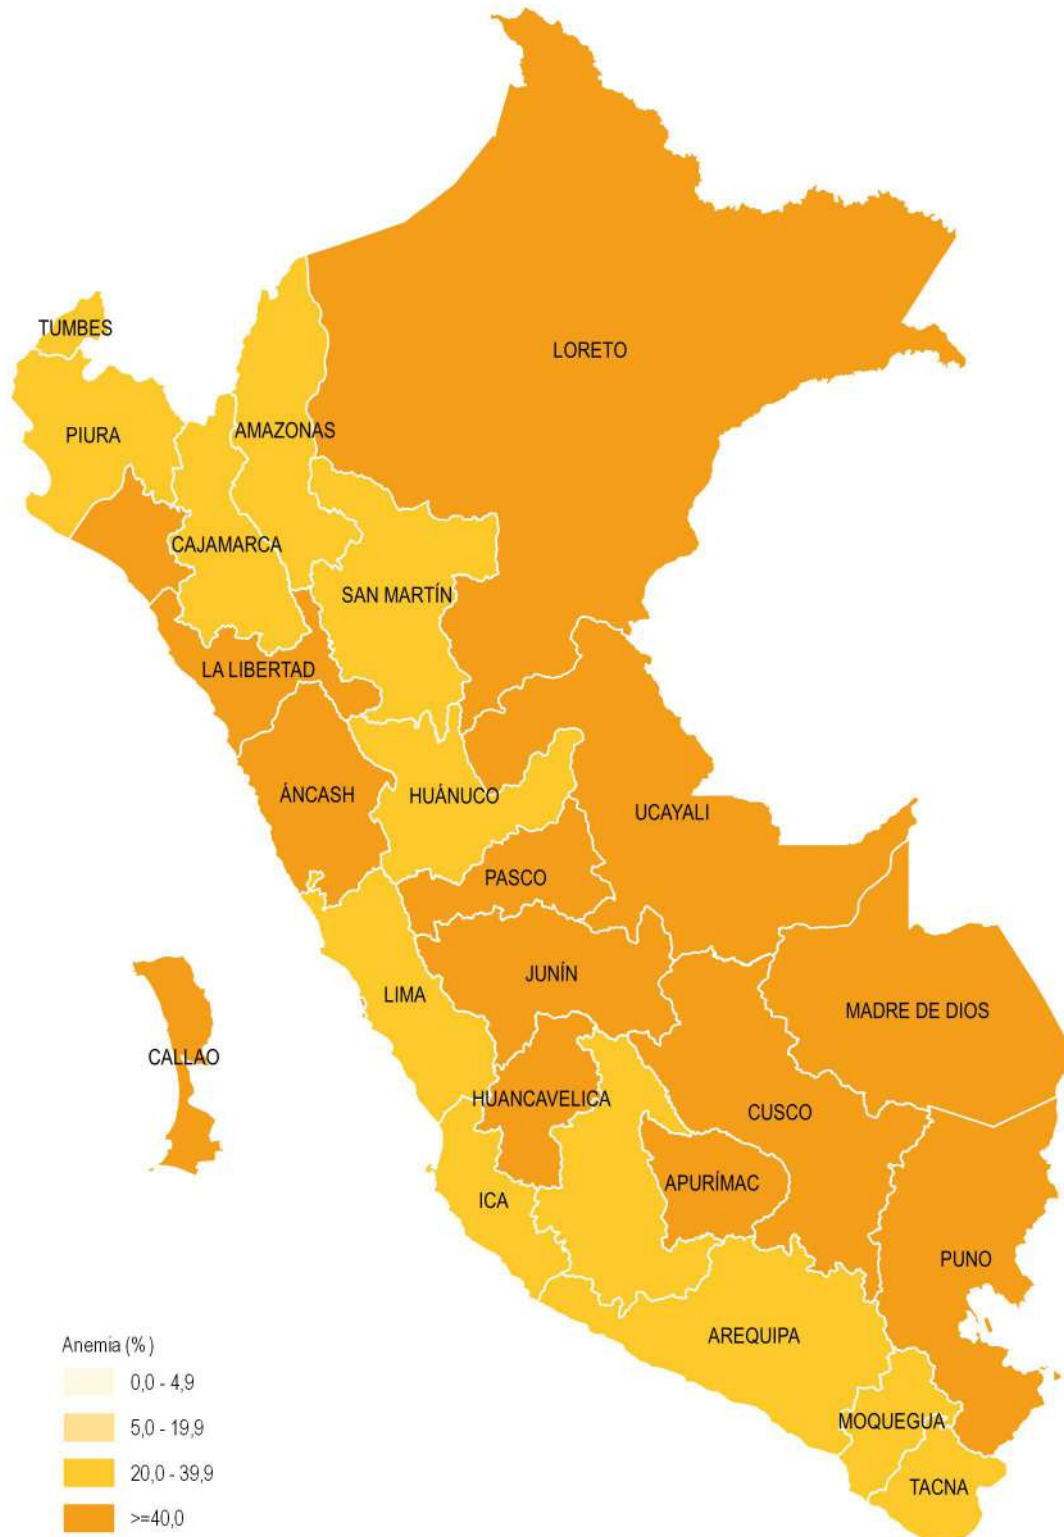 TUMBES
LORETO
PIURA
AMAZONAS
CAJAMARCA
SAN MARTÍN
LA LIBERTAD
ÁNCASH
HUÁNUCO
UCAYALI
PASCO
JUNÍN
LIMA
MADRE DE DIOS
CALLAO
HUANCAVELICA
CUSCO
APURÍMAC
ICA
PUNO
AREQUIPA
MOQUEGUA
TACNA
Anemia (%)
0,0 - 4,9
5,0 - 19,9
20,0 - 39,9
>=40,0